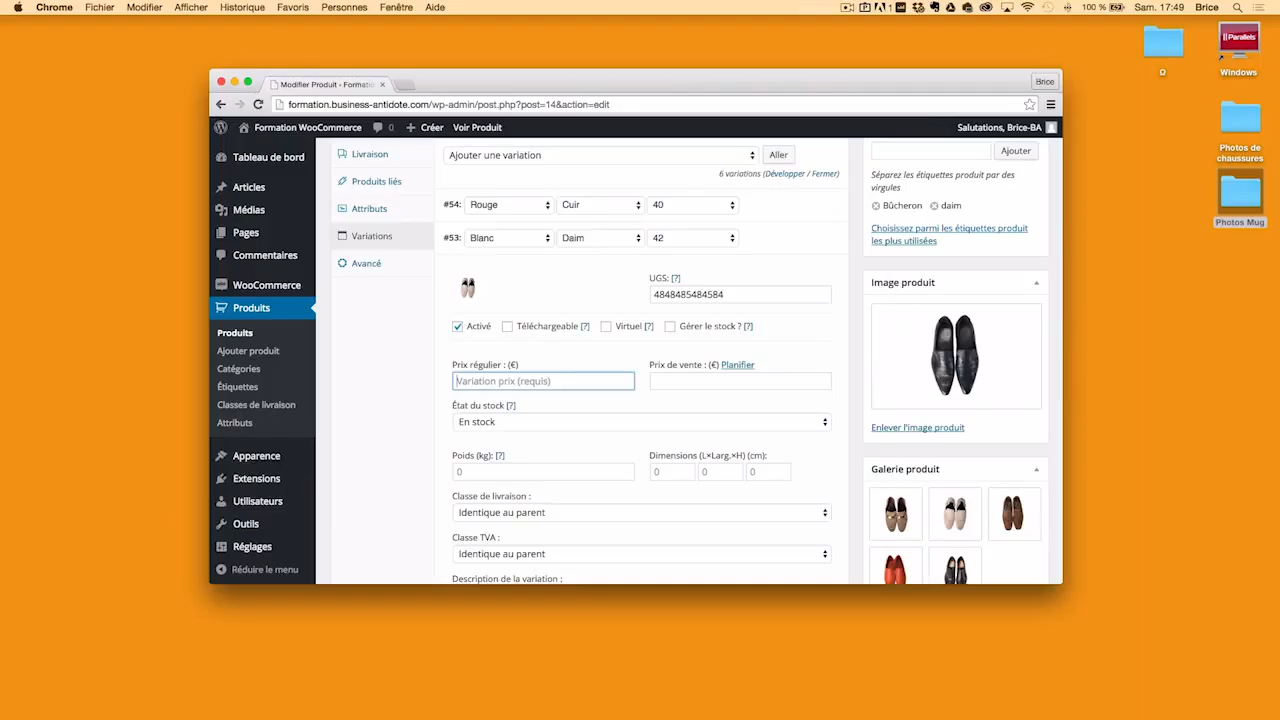 Chrome Fichier Modifier Afficher Historique Favoris Personnes Fenêtre Aide 1 100 % Sam. 17:49 Brice
Modifier Produit - Formatio
Brice
formation.business-antidote.com/wp-admin/post.php?post=14&action=edit
Formation WooCommerce 0 Créer Voir Produit Salutations, Brice-BA
Tableau de bord
Articles
Médias
Pages
Commentaires
WooCommerce
Produits
Produits
Ajouter produit
Catégories
Étiquettes
Classes de livraison
Attributs
Apparence
Extensions
Utilisateurs
Outils
Réglages
Réduire le menu
Livraison
Produits liés
Attributs
Variations
Avancé
Ajouter une variation Aller
6 variations (Développer / Fermer)
#54: Rouge Cuir 40
#53: Blanc Daim 42
UGS: [?]
4848485484584
Activé Téléchargeable [?] Virtuel [?] Gérer le stock ? [?]
Prix régulier : (€) Prix de vente : (€) Planifier
Variation prix (requis)
État du stock [?]
En stock
Poids (kg): [?] Dimensions (L×Larg.×H) (cm):
0 0 0 0
Classe de livraison :
Identique au parent
Classe TVA :
Identique au parent
Description de la variation :
Ajouter
Séparez les étiquettes produit par des
virgules
Bûcheron daim
Choisissez parmi les étiquettes produit
les plus utilisées
Image produit
Enlever l'image produit
Galerie produit
Ω
Parallels
Windows
Photos de
chaussures
Photos Mug